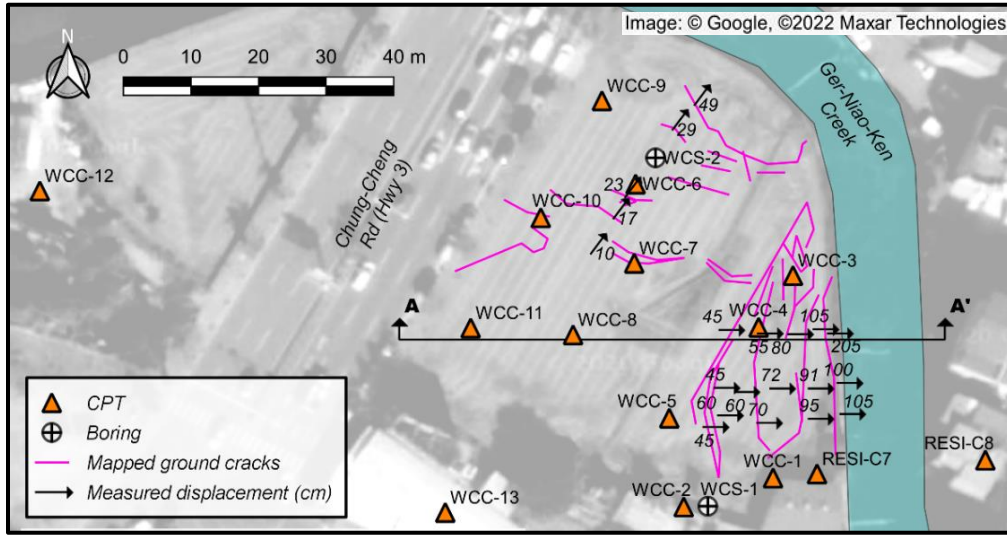 Image: © Google, ©2022 Maxar Technologies
N
0 10 20 30 40 m
Ger-Niao-Ken
Creek
Chung-Cheng
Rd (Hwy 3)
WCC-9
49
29
WCS-2
WCC-12
23
WCC-6
WCC-10
17
10
WCC-7
WCC-3
A
A'
WCC-11
WCC-8
45
WCC-4
105
55
80
205
45
72
91
100
WCC-5
60
60
70
95
105
45
WCC-1
RESI-C7
RESI-C8
WCC-13
WCC-2
WCS-1
CPT
Boring
Mapped ground cracks
Measured displacement (cm)